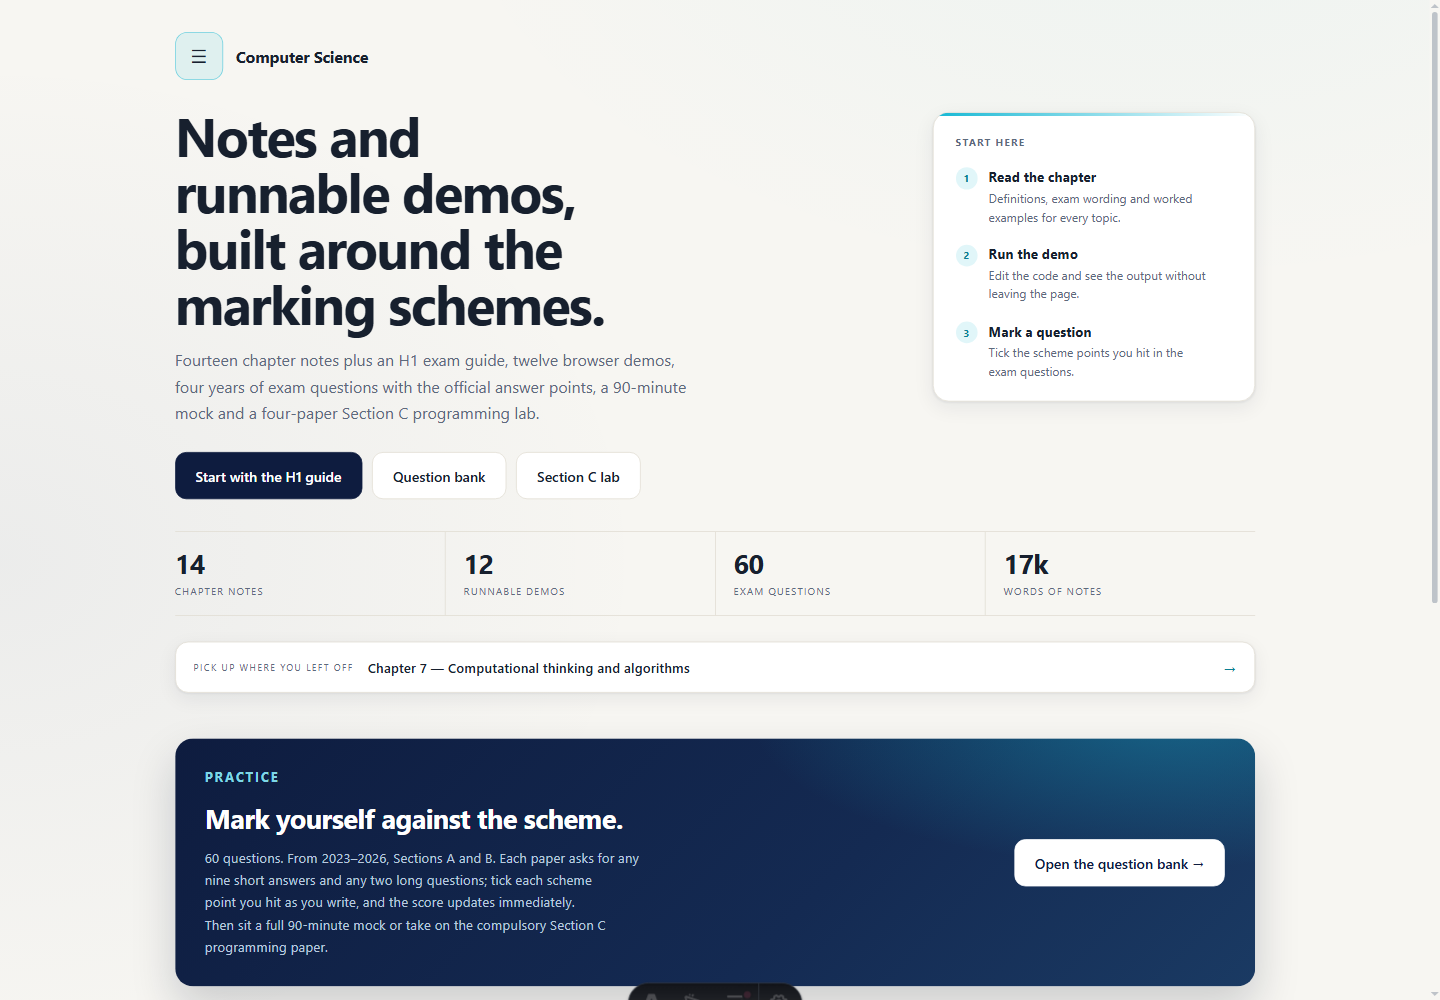 ☰
Computer Science
Notes and
runnable demos,
built around the
marking schemes.
Fourteen chapter notes plus an H1 exam guide, twelve browser demos,
four years of exam questions with the official answer points, a 90-minute
mock and a four-paper Section C programming lab.
Start with the H1 guide
Question bank
Section C lab
START HERE
1
Read the chapter
Definitions, exam wording and worked
examples for every topic.
2
Run the demo
Edit the code and see the output without
leaving the page.
3
Mark a question
Tick the scheme points you hit in the
exam questions.
14
CHAPTER NOTES
12
RUNNABLE DEMOS
60
EXAM QUESTIONS
17k
WORDS OF NOTES
PICK UP WHERE YOU LEFT OFF Chapter 7 — Computational thinking and algorithms →
PRACTICE
Mark yourself against the scheme.
60 questions. From 2023–2026, Sections A and B. Each paper asks for any
nine short answers and any two long questions; tick each scheme
point you hit as you write, and the score updates immediately.
Then sit a full 90-minute mock or take on the compulsory Section C
programming paper.
Open the question bank →